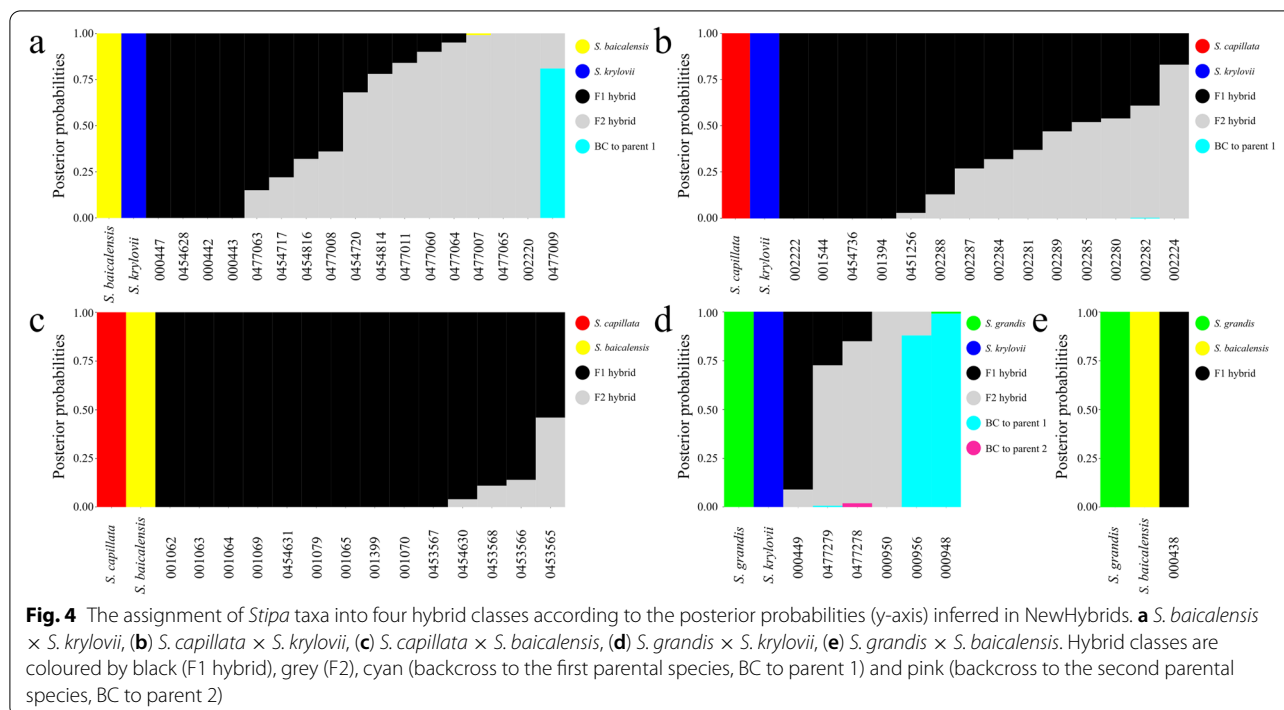 a
Posterior probabilities
1.00
0.75
0.50
0.25
0.00
S. baicalensis
S. krylovii
000447
0454628
000442
000443
0477063
0454717
0454816
0477008
0454720
0454814
0477011
0477060
0477064
0477007
0477065
002220
0477009
S. baicalensis
S. krylovii
F1 hybrid
F2 hybrid
BC to parent 1
b
Posterior probabilities
1.00
0.75
0.50
0.25
0.00
S. capillata
S. krylovii
002222
001544
0454736
001394
0451256
002288
002287
002284
002281
002289
002285
002280
002282
002224
S. capillata
S. krylovii
F1 hybrid
F2 hybrid
BC to parent 1
c
Posterior probabilities
1.00
0.75
0.50
0.25
0.00
S. capillata
S. baicalensis
001062
001063
001064
001069
0454631
001079
001065
001399
001070
0453567
0454630
0453568
0453566
0453565
S. capillata
S. baicalensis
F1 hybrid
F2 hybrid
d
Posterior probabilities
1.00
0.75
0.50
0.25
0.00
S. grandis
S. krylovii
000449
0477279
0477278
000950
000956
000948
S. grandis
S. krylovii
F1 hybrid
F2 hybrid
BC to parent 1
BC to parent 2
e
Posterior probabilities
1.00
0.75
0.50
0.25
0.00
S. grandis
S. baicalensis
000438
S. grandis
S. baicalensis
F1 hybrid
Fig. 4 The assignment of Stipa taxa into four hybrid classes according to the posterior probabilities (y-axis) inferred in NewHybrids. a S. baicalensis
× S. krylovii, (b) S. capillata × S. krylovii, (c) S. capillata × S. baicalensis, (d) S. grandis × S. krylovii, (e) S. grandis × S. baicalensis. Hybrid classes are
coloured by black (F1 hybrid), grey (F2), cyan (backcross to the first parental species, BC to parent 1) and pink (backcross to the second parental
species, BC to parent 2)